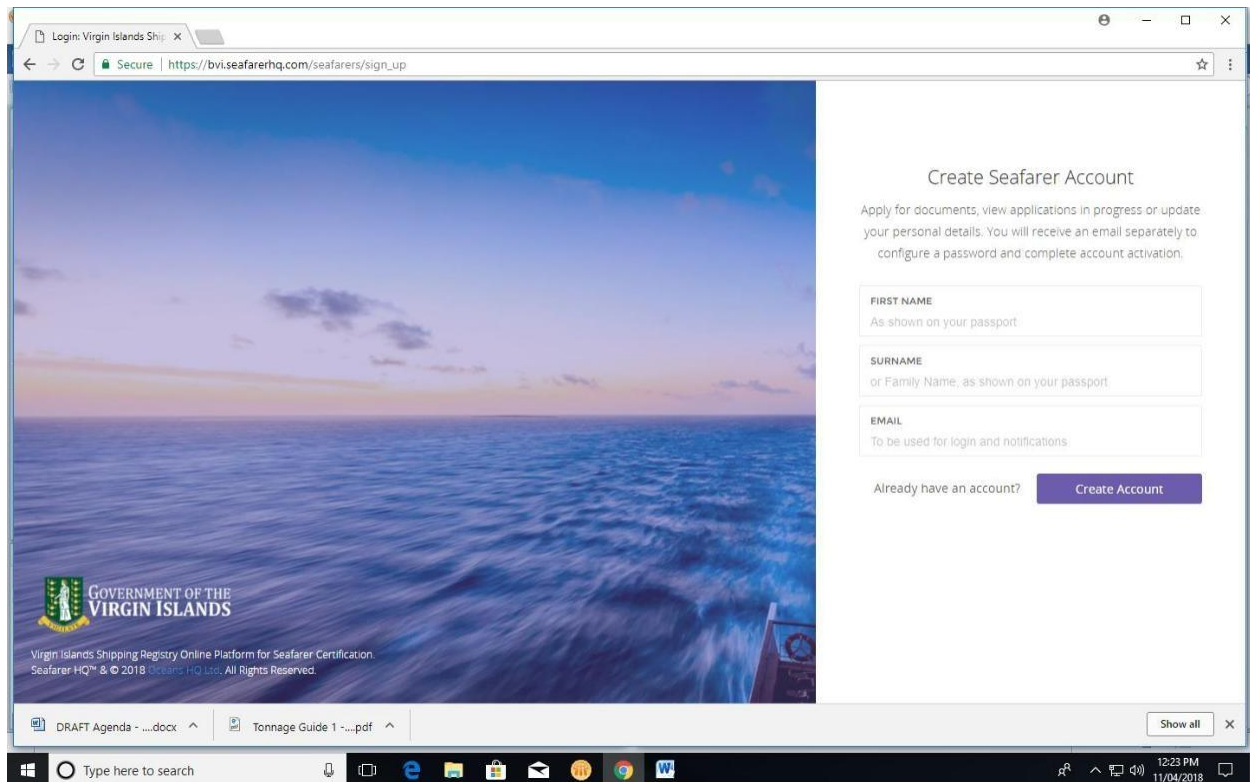 Login: Virgin Islands Ship
Secure | https://bvi.seafarerhq.com/seafarers/sign_up
Create Seafarer Account
Apply for documents, view applications in progress or update
your personal details. You will receive an email separately to
configure a password and complete account activation.
FIRST NAME
As shown on your passport
SURNAME
or Family Name, as shown on your passport
EMAIL
To be used for login and notifications
Already have an account?
Create Account
GOVERNMENT OF THE
VIRGIN ISLANDS
Virgin Islands Shipping Registry Online Platform for Seafarer Certification.
Seafarer HQ™ & © 2018 Oceans HQ Ltd. All Rights Reserved.
DRAFT Agenda - ....docx
Tonnage Guide 1 -....pdf
Show all
Type here to search
12:23 PM
11/04/2018